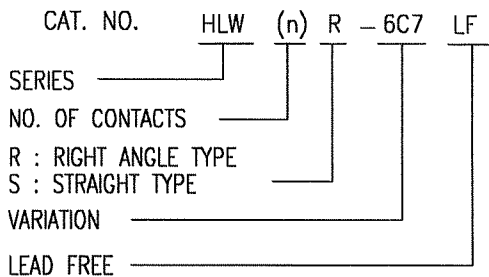 CAT. NO. HLW (n) R - 6C7 LF
SERIES
NO. OF CONTACTS
R : RIGHT ANGLE TYPE
S : STRAIGHT TYPE
VARIATION
LEAD FREE